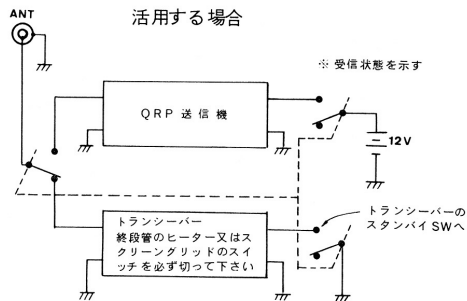 ANT
活用する場合
※ 受信状態を示す
QRP 送信機
12V
トランシーバー
終段管のヒーター又はス
クリーングリッドのスイ
ッチを必ず切って下さい
トランシーバーの
スタンバイ SWへ